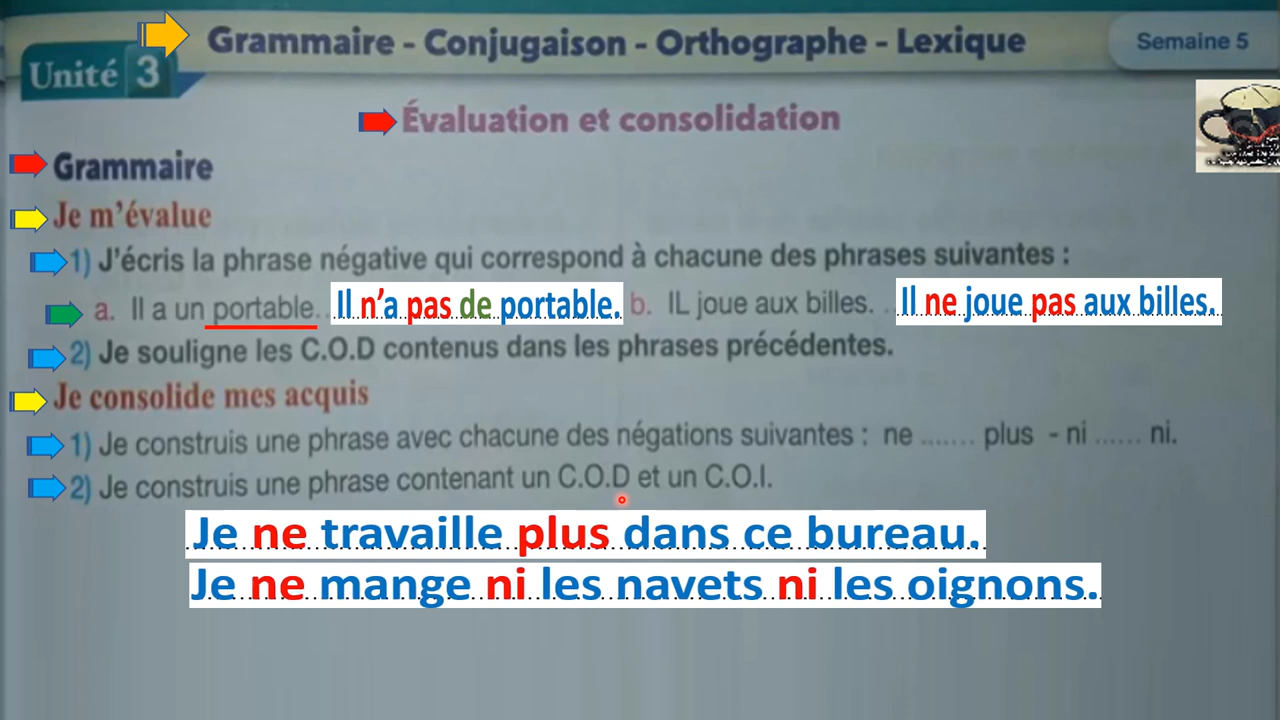 Grammaire - Conjugaison - Orthographe - Lexique
Semaine 5
Unité 3
Évaluation et consolidation
Grammaire
Je m'évalue
1) J'écris la phrase négative qui correspond à chacune des phrases suivantes :
a. Il a un portable. Il n'a pas de portable. b. IL joue aux billes. Il ne joue pas aux billes.
2) Je souligne les C.O.D contenus dans les phrases précédentes.
Je consolide mes acquis
1) Je construis une phrase avec chacune des négations suivantes : ne ....... plus - ni ...... ni.
2) Je construis une phrase contenant un C.O.D et un C.O.I.
Je ne travaille plus dans ce bureau.
Je ne mange ni les navets ni les oignons.